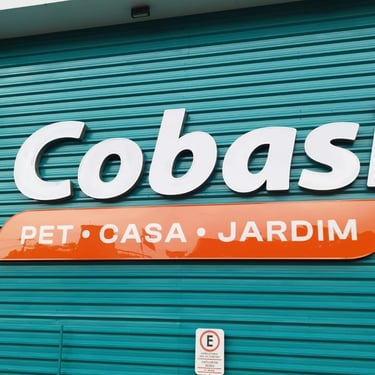 Cobas
PET • CASA • JARDIM
E